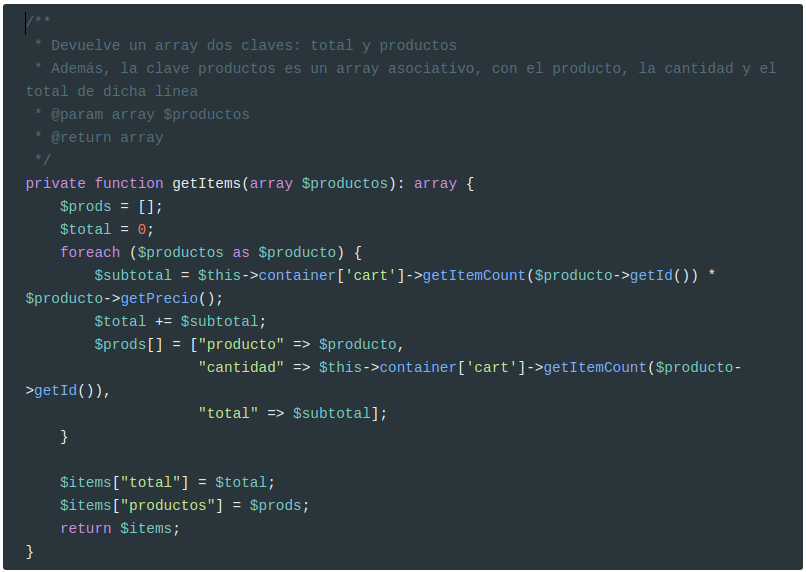 /**
 * Devuelve un array dos claves: total y productos
 * Además, la clave productos es un array asociativo, con el producto, la cantidad y el
total de dicha línea
 * @param array $productos
 * @return array
 */
private function getItems(array $productos): array {
    $prods = [];
    $total = 0;
    foreach ($productos as $producto) {
        $subtotal = $this->container['cart']->getItemCount($producto->getId()) *
$producto->getPrecio();
        $total += $subtotal;
        $prods[] = ["producto" => $producto,
                    "cantidad" => $this->container['cart']->getItemCount($producto-
>getId()),
                    "total" => $subtotal];
    }

    $items["total"] = $total;
    $items["productos"] = $prods;
    return $items;
}